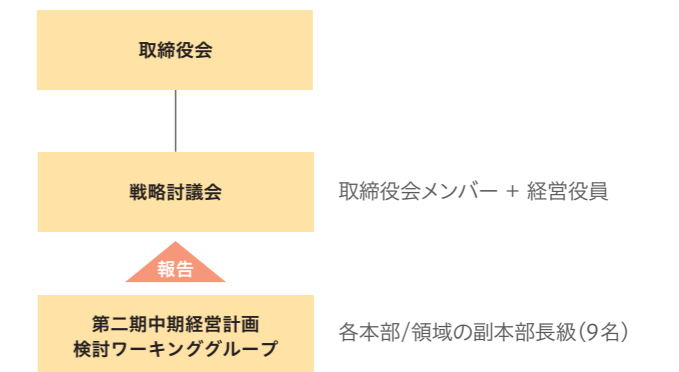 取締役会
戦略討議会
取締役会メンバー + 経営役員
報告
第二期中期経営計画
検討ワーキンググループ
各本部/領域の副本部長級(9名)